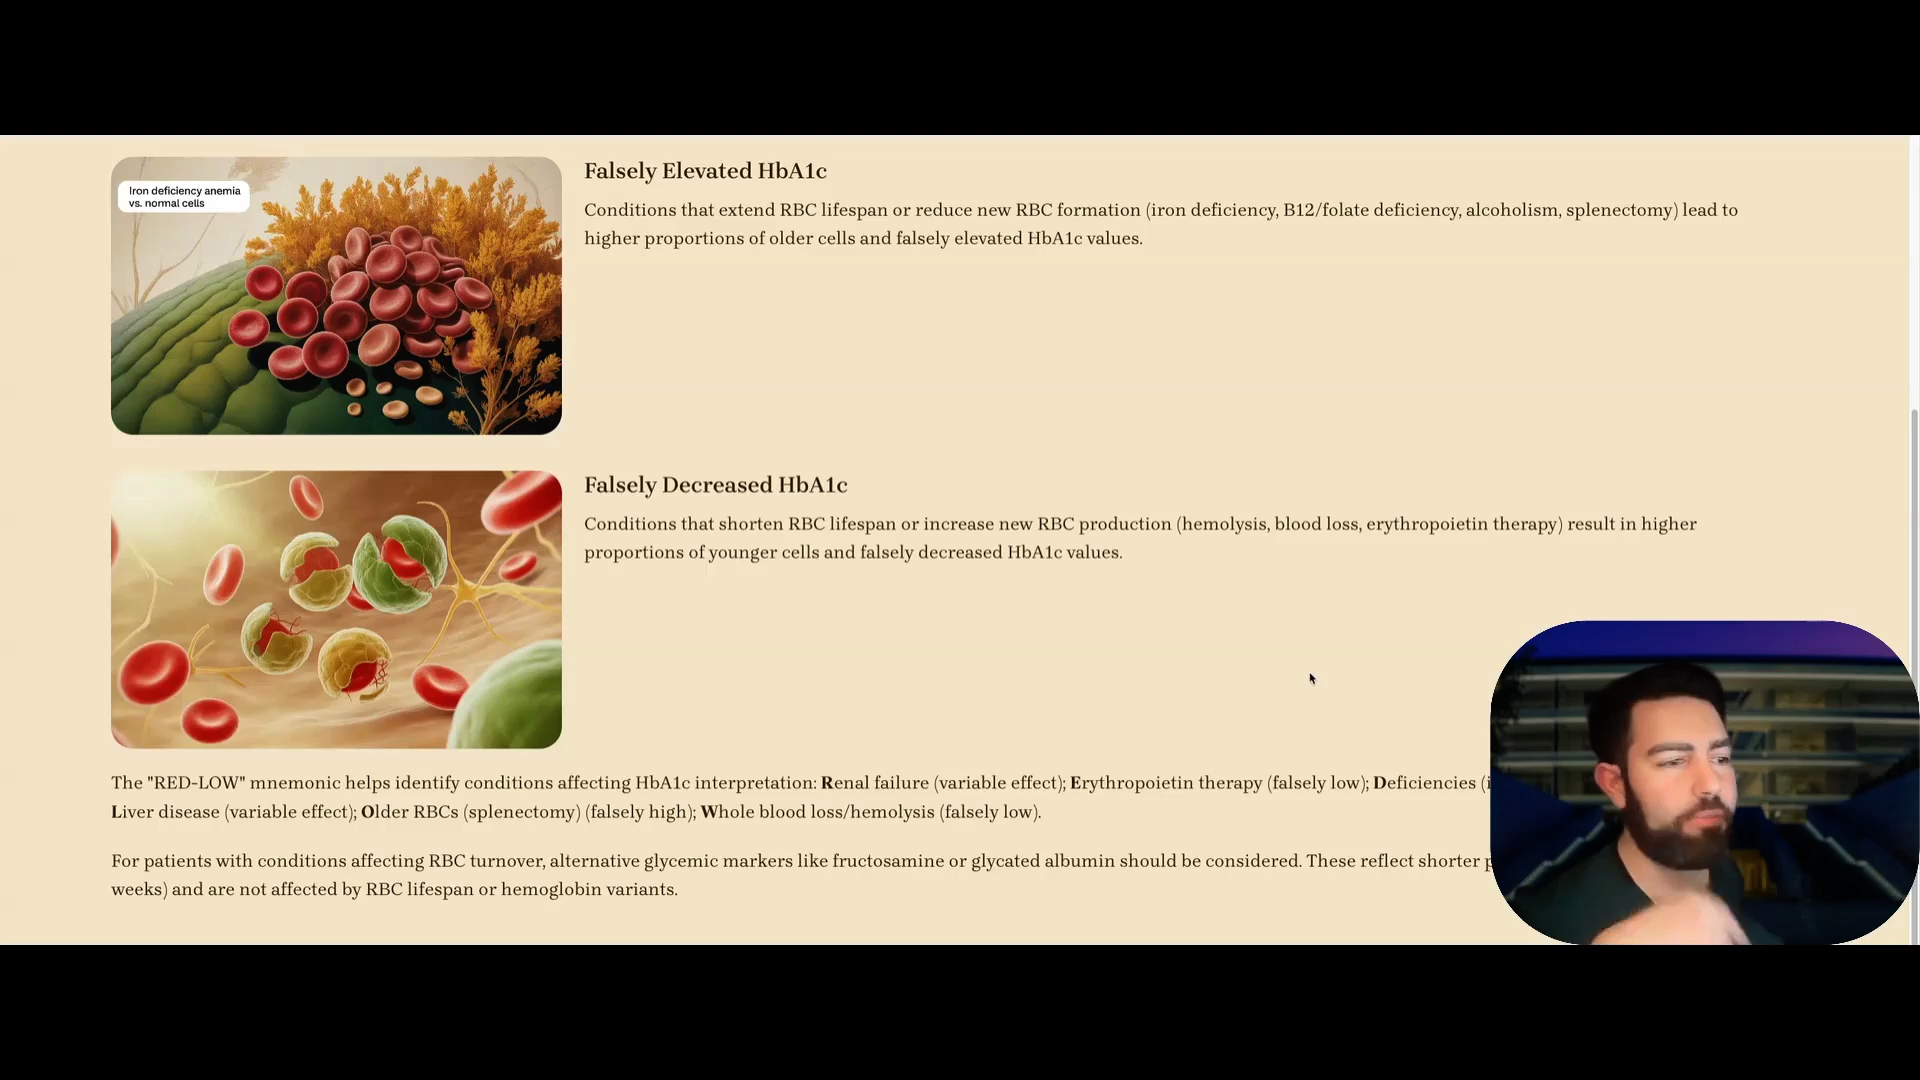 Iron deficiency anemia
vs. normal cells
Falsely Elevated HbA1c
Conditions that extend RBC lifespan or reduce new RBC formation (iron deficiency, B12/folate deficiency, alcoholism, splenectomy) lead to
higher proportions of older cells and falsely elevated HbA1c values.
Falsely Decreased HbA1c
Conditions that shorten RBC lifespan or increase new RBC production (hemolysis, blood loss, erythropoietin therapy) result in higher
proportions of younger cells and falsely decreased HbA1c values.
The "RED-LOW" mnemonic helps identify conditions affecting HbA1c interpretation: Renal failure (variable effect); Erythropoietin therapy (falsely low); Deficiencies (
Liver disease (variable effect); Older RBCs (splenectomy) (falsely high); Whole blood loss/hemolysis (falsely low).
For patients with conditions affecting RBC turnover, alternative glycemic markers like fructosamine or glycated albumin should be considered. These reflect shorter
weeks) and are not affected by RBC lifespan or hemoglobin variants.